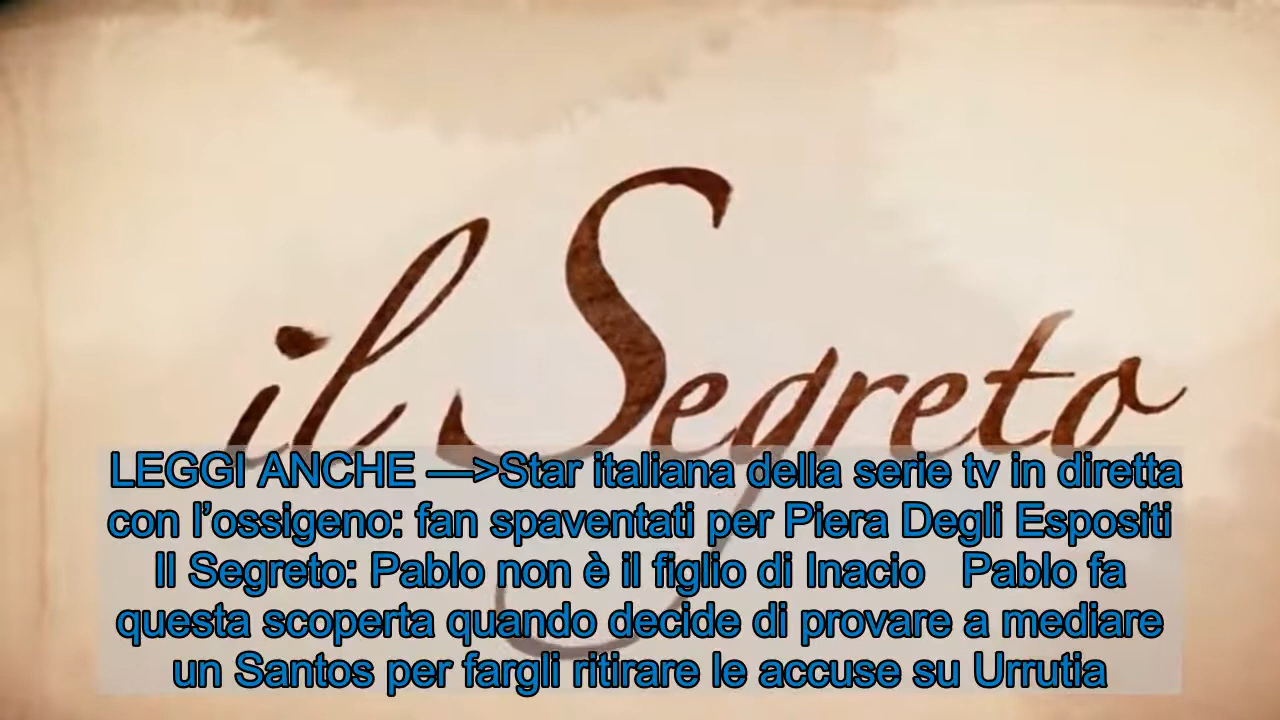 il Segreto
LEGGI ANCHE —>Star italiana della serie tv in diretta
con l’ossigeno: fan spaventati per Piera Degli Espositi
Il Segreto: Pablo non è il figlio di Inacio   Pablo fa
questa scoperta quando decide di provare a mediare
un Santos per fargli ritirare le accuse su Urrutia